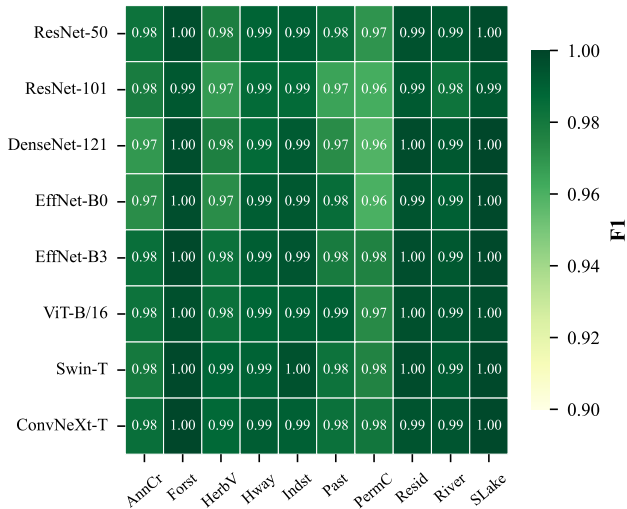 ResNet-50 0.98 1.00 0.98 0.99 0.99 0.98 0.97 0.99 0.99 1.00
ResNet-101 0.98 0.99 0.97 0.99 0.99 0.97 0.96 0.99 0.98 0.99
DenseNet-121 0.97 1.00 0.98 0.99 0.99 0.97 0.96 1.00 0.99 1.00
EffNet-B0 0.97 1.00 0.97 0.99 0.99 0.98 0.96 0.99 0.99 1.00
EffNet-B3 0.98 1.00 0.98 0.99 0.99 0.98 0.98 1.00 0.99 1.00
ViT-B/16 0.98 1.00 0.98 0.99 0.99 0.99 0.97 1.00 0.99 1.00
Swin-T 0.98 1.00 0.99 0.99 1.00 0.98 0.98 1.00 0.99 1.00
ConvNeXt-T 0.98 1.00 0.99 0.99 0.99 0.98 0.98 0.99 0.99 1.00
AnnCr Forst HerbV Hway Indst Past PermC Resid River SLake
1.00
0.98
0.96
0.94
0.92
0.90
F1